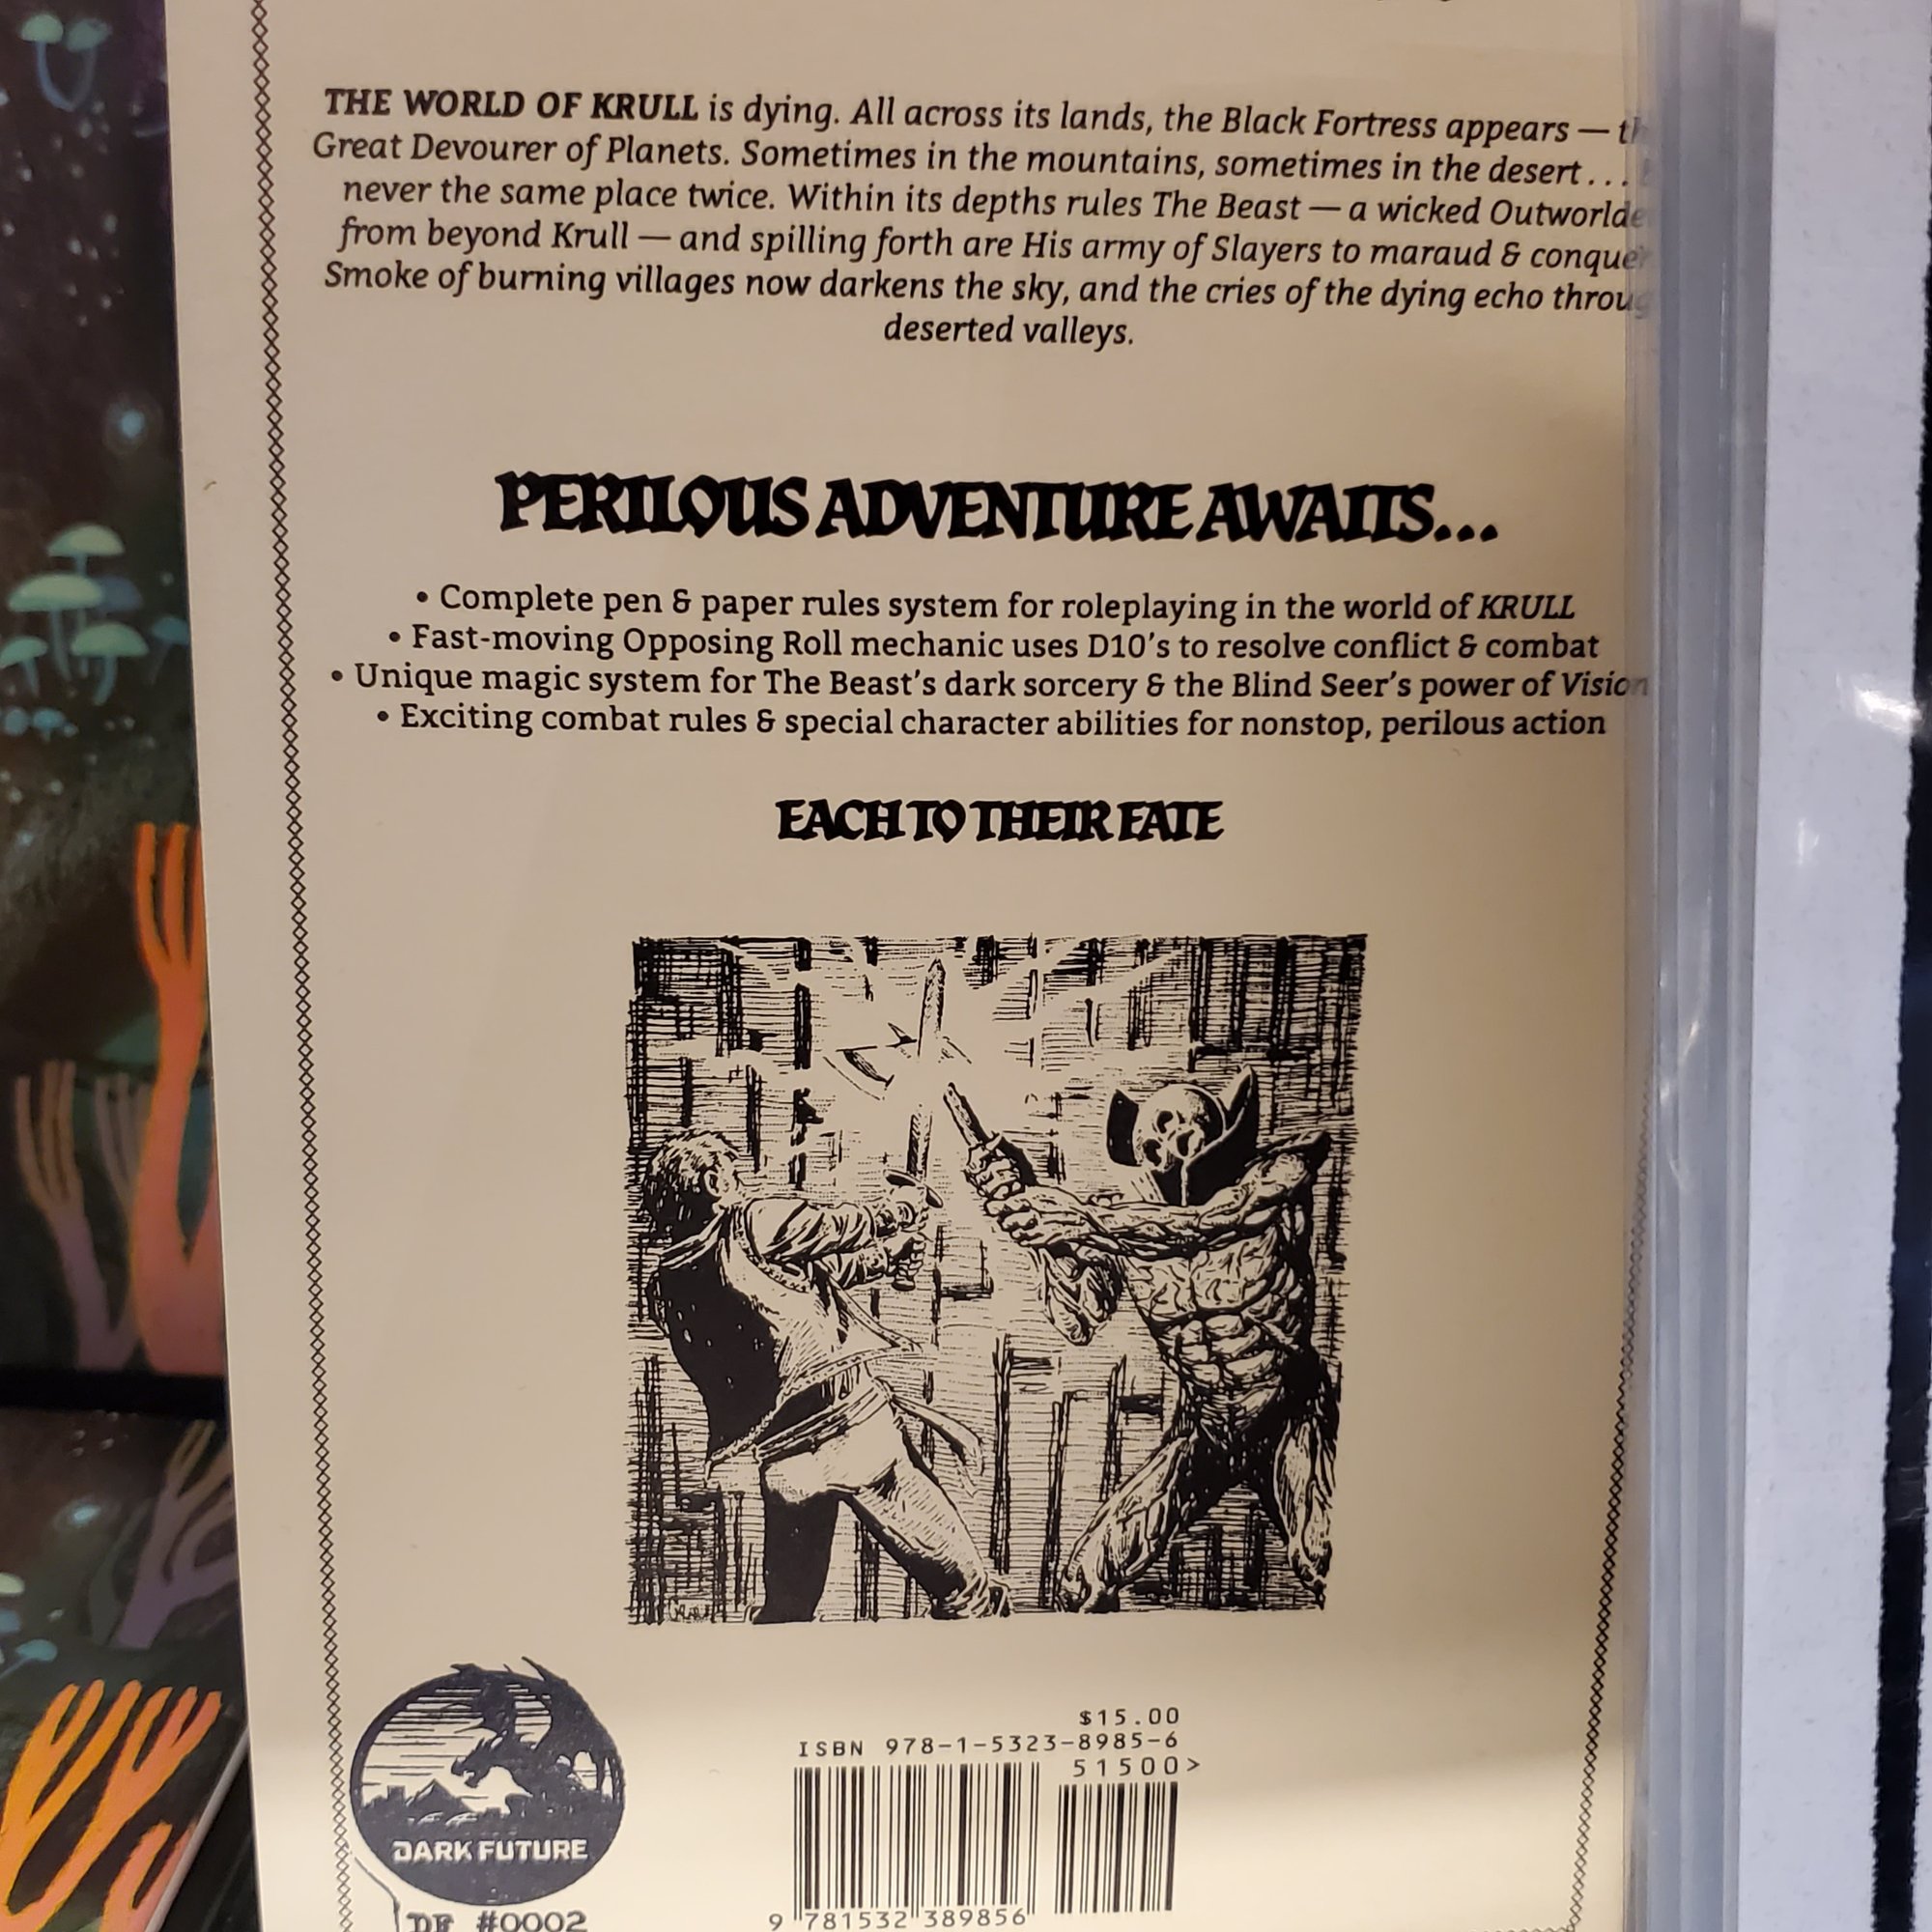 THE WORLD OF KRULL is dying. All across its lands, the Black Fortress appears —
Great Devourer of Planets. Sometimes in the mountains, sometimes in the desert...
never the same place twice. Within its depths rules The Beast — a wicked Outworlde
from beyond Krull — and spilling forth are His army of Slayers to maraud & conquer
Smoke of burning villages now darkens the sky, and the cries of the dying echo throug
deserted valleys.
PERILOUS ADVENTURE AWAITS...
• Complete pen & paper rules system for roleplaying in the world of KRULL
• Fast-moving Opposing Roll mechanic uses D10's to resolve conflict & combat
• Unique magic system for The Beast's dark sorcery & the Blind Seer's power of Vision
• Exciting combat rules & special character abilities for nonstop, perilous action
EACH TO THEIR FATE
$15.00
ISBN 978-1-5323-8985-6
51500>
DARK FUTURE
DF #0002
9 781532 389856